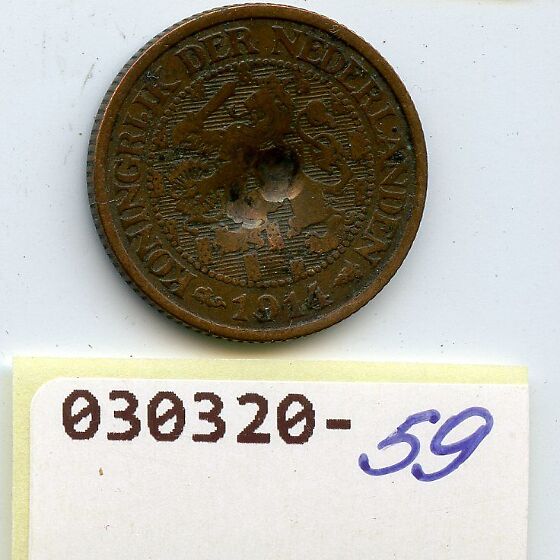 KONINGRIJK DER NEDERLANDEN
1914
030320-59